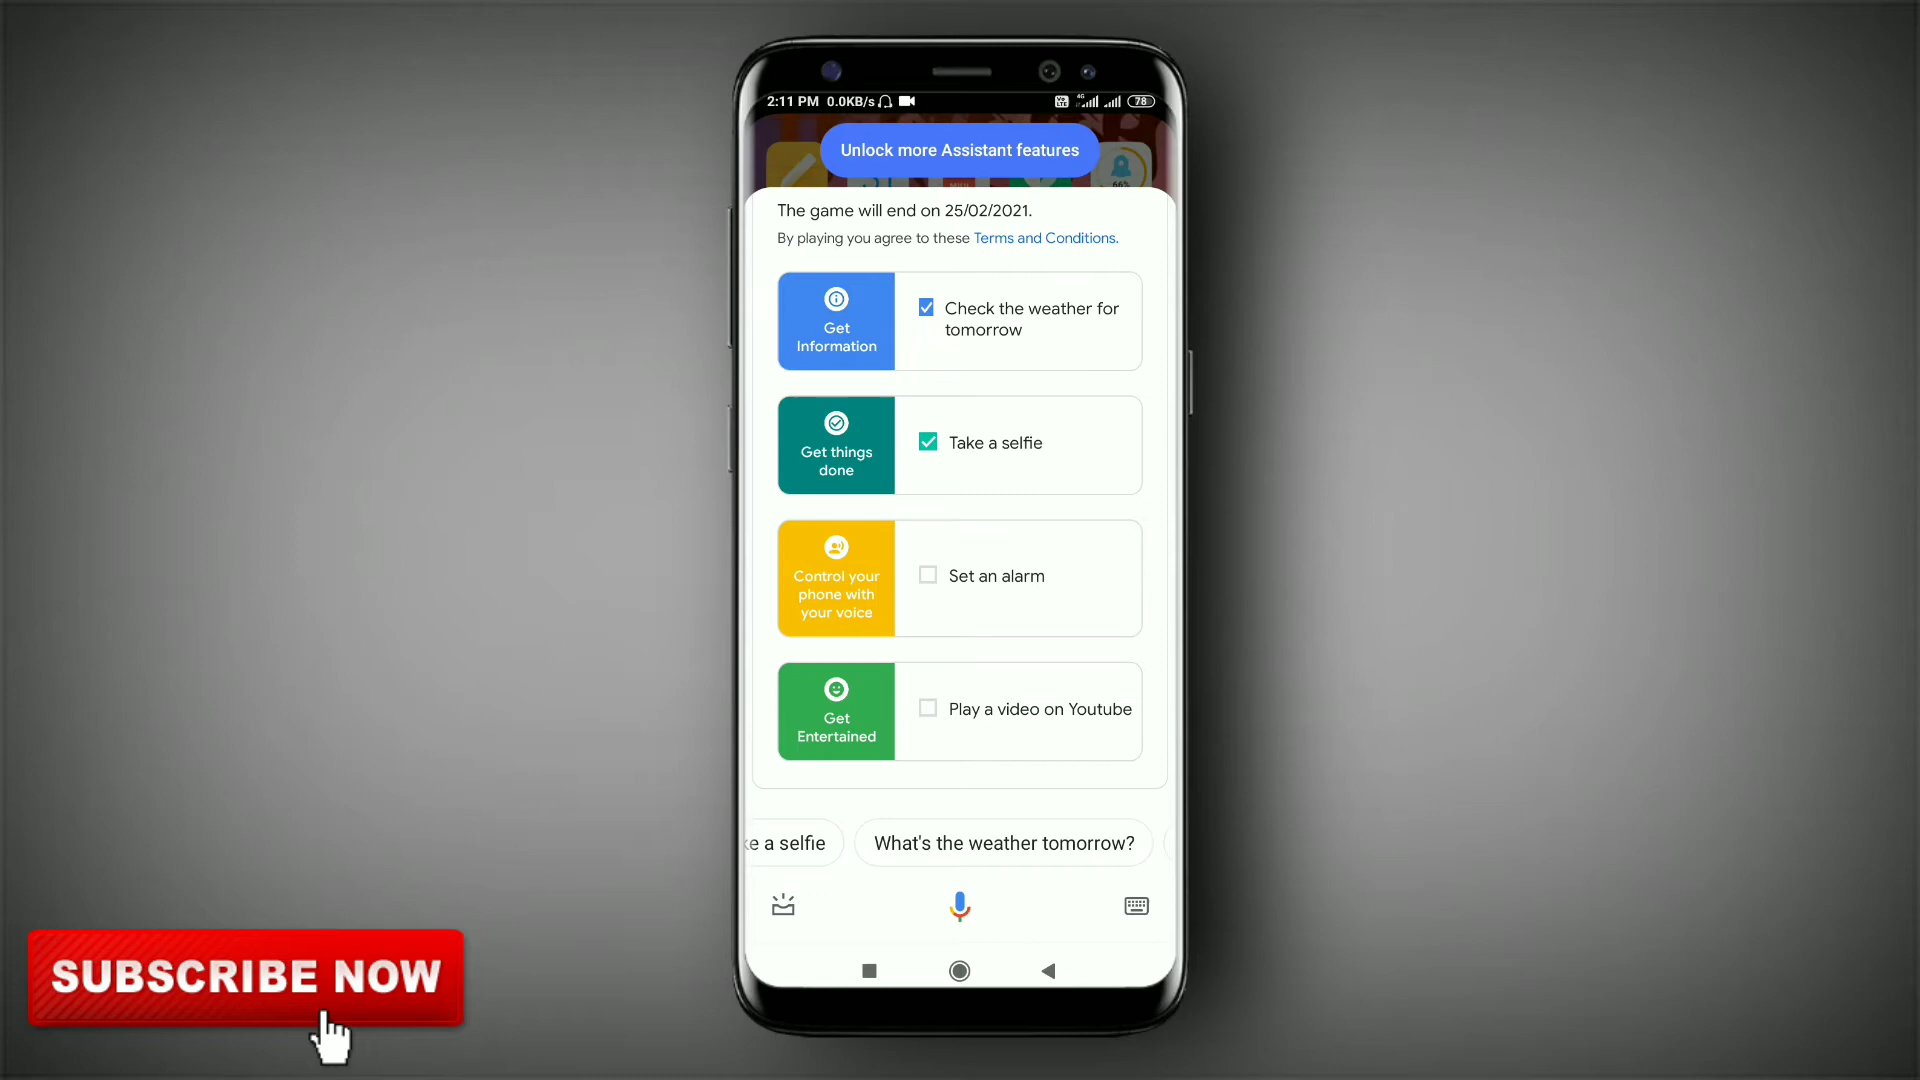 2:11 PM 0.0KB/s
4G
78
Unlock more Assistant features
66%
The game will end on 25/02/2021.
By playing you agree to these Terms and Conditions.
Get
Information
Check the weather for
tomorrow
Get things
done
Take a selfie
Control your
phone with
your voice
Set an alarm
Get
Entertained
Play a video on Youtube
ke a selfie
What's the weather tomorrow?
SUBSCRIBE NOW